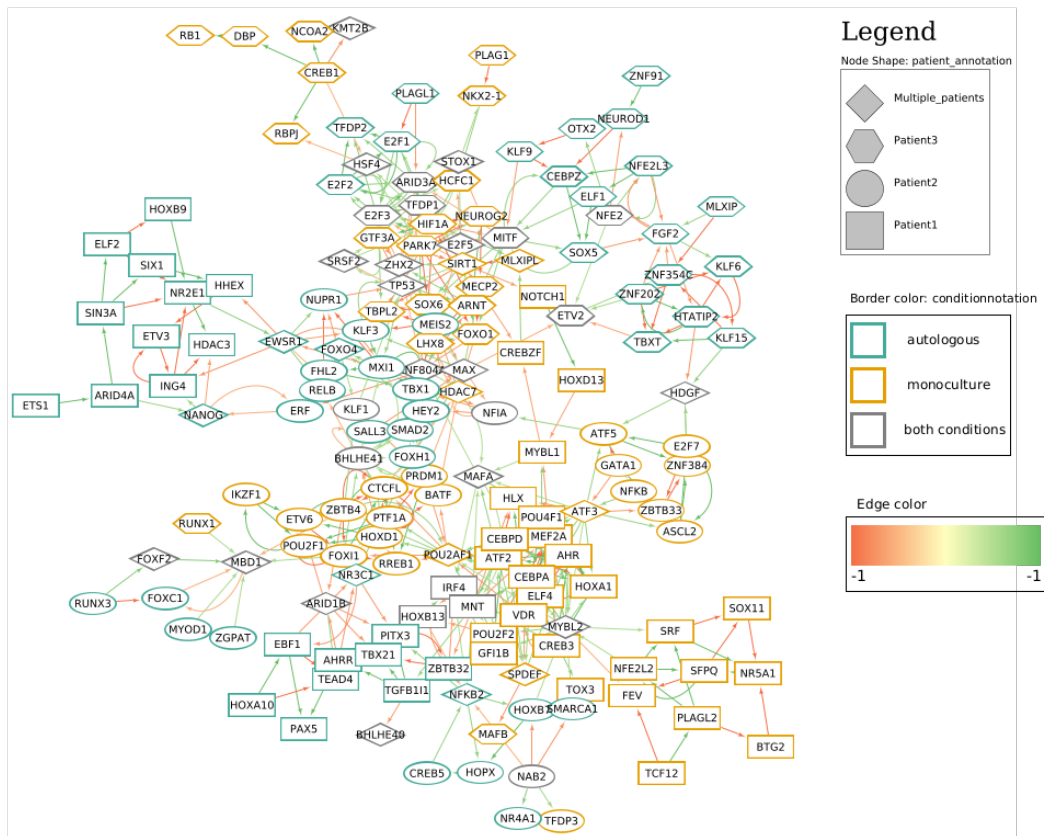 Legend
Node Shape: patient_annotation
Multiple_patients
Patient3
Patient2
Patient1
Border color: conditionnotation
autologous
monoculture
both conditions
Edge color
-1 -1
RB1 DBP NCOA2 KMT2B
CREB1 PLAG1
RBPJ PLAGL1 NKX2-1 ZNF91
TFDP2 E2F1 OTX2 NEUROD1
HSF4 STOX1 KLF9
E2F2 ARID3A HCFC1 CEBPZ NFE2L3
TFDP1 ELF1 MLXIP
E2F3 HIF1A NEUROG2 NFE2
GTF3A PARK7 E2F5 MITF FGF2
SRSF2 ZHX2 SIRT1 MLXIPL SOX5
TP53 MECP2 ZNF354C KLF6
NUPR1 TBPL2 SOX6 ARNT NOTCH1 ZNF202
KLF3 MEIS2 ETV2 HTATIP2
EWSR1 FOXO4 LHX8 FOXO1 CREBZF TBXT KLF15
HOXB9
ELF2
SIX1
NR2E1 HHEX
SIN3A
ETV3 HDAC3
ING4
ETS1 ARID4A NANOG ERF
FHL2 MXI1 MAX
RELB TBX1 HDAC7 HOXD13 HDGF
KLF1 HEY2 NFIA
SALL3 SMAD2 ATF5 E2F7
BHLHE41 FOXH1 MYBL1 GATA1 ZNF384
PRDM1 MAFA NFKB
IKZF1 CTCFL BATF HLX ZBTB33
ZBTB4 PTF1A POU4F1 ATF3 ASCL2
RUNX1 ETV6 HOXD1 CEBPD MEF2A
POU2F1 FOXI1 RREB1 POU2AF1 ATF2 AHR
FOXF2 MBD1 NR3C1 CEBPA
IRF4 ELF4 HOXA1
RUNX3 FOXC1 ARID1B HOXB13 MNT VDR
MYOD1 ZGPAT PITX3 POU2F2 MYBL2 SRF SOX11
EBF1 AHRR TBX21 GFI1B CREB3
TEAD4 ZBTB32 SPDEF NFE2L2 SFPQ NR5A1
HOXA10 TGFB1I1 NFKB2 TOX3 FEV
PAX5 SMARCA1 PLAGL2
BHLHE40 MAFB BTG2
CREB5 HOPX NAB2 TCF12
NR4A1 TFDP3